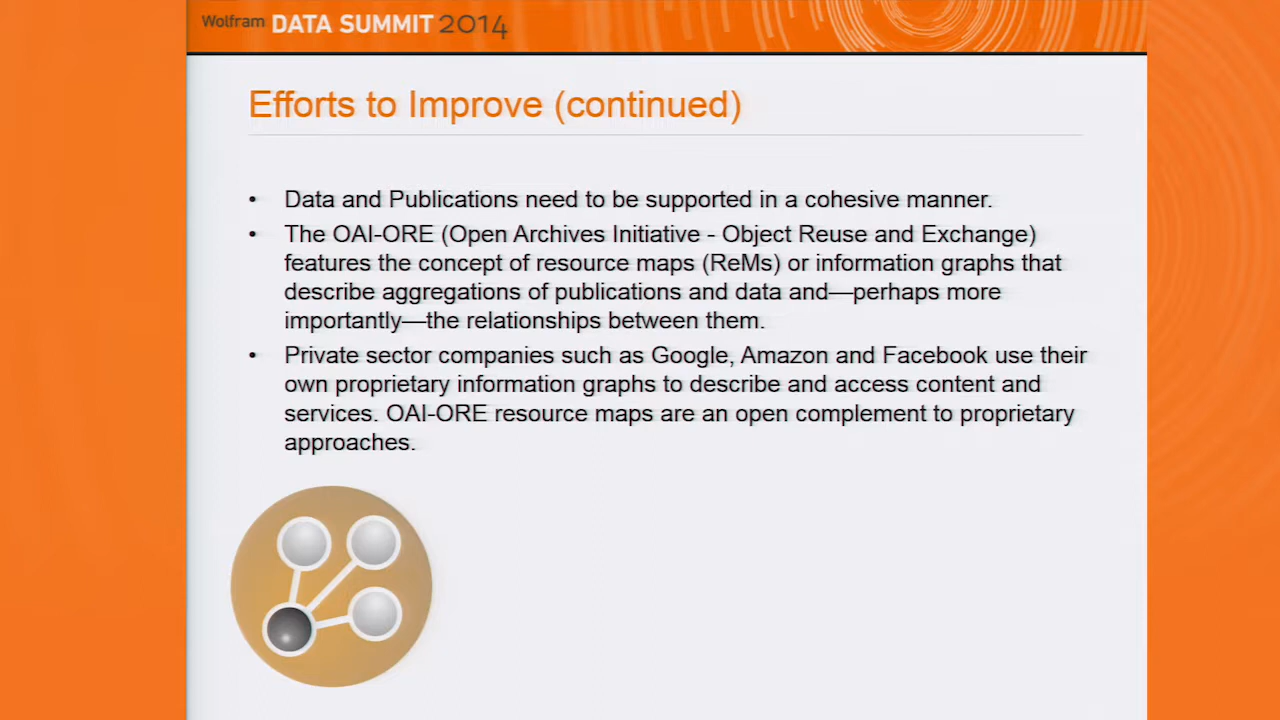 Wolfram DATA SUMMIT 2014
Efforts to Improve (continued)
• Data and Publications need to be supported in a cohesive manner.
• The OAI-ORE (Open Archives Initiative - Object Reuse and Exchange)
features the concept of resource maps (ReMs) or information graphs that
describe aggregations of publications and data and—perhaps more
importantly—the relationships between them.
• Private sector companies such as Google, Amazon and Facebook use their
own proprietary information graphs to describe and access content and
services. OAI-ORE resource maps are an open complement to proprietary
approaches.